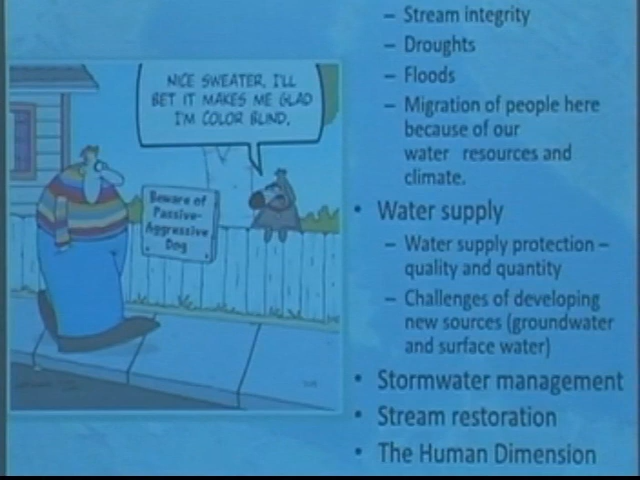 NICE SWEATER. I'LL
BET IT MAKES ME GLAD
I'M COLOR BLIND.
Beware of
Passive-
Aggressive
Dog
– Stream integrity
– Droughts
– Floods
– Migration of people here
because of our
water resources and
climate.
• Water supply
– Water supply protection –
quality and quantity
– Challenges of developing
new sources (groundwater
and surface water)
• Stormwater management
• Stream restoration
• The Human Dimension